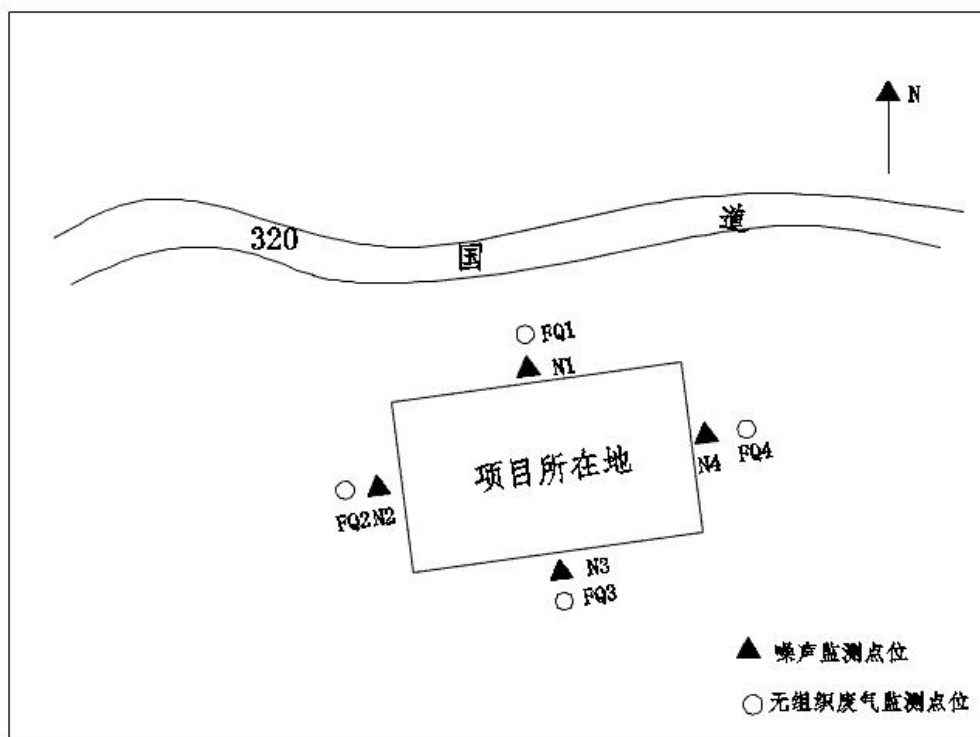 N
320 国 道
FQ1
N1
项目所在地
N4 FQ4
FQ2 N2
N3
FQ3
噪声监测点位
无组织废气监测点位